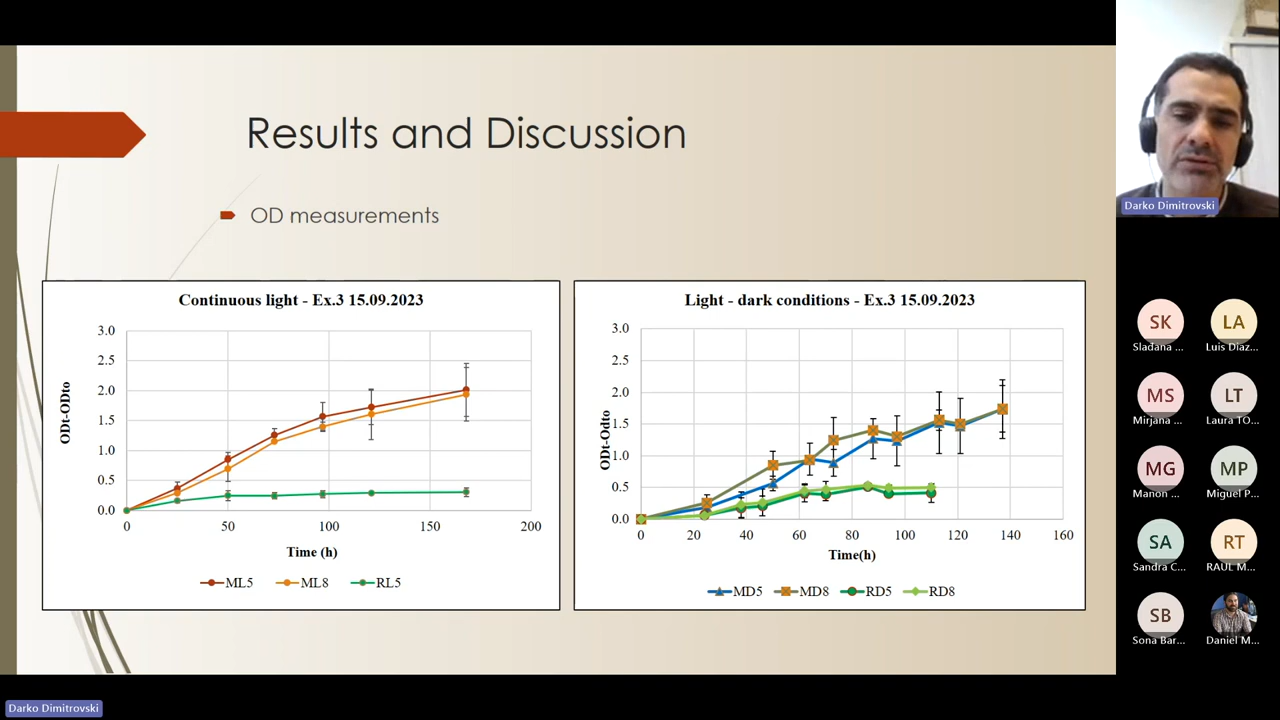 Results and Discussion
OD measurements
Continuous light - Ex.3 15.09.2023
3.0
2.5
2.0
1.5
1.0
0.5
0.0
ODt-ODto
0 50 100 150 200
Time (h)
ML5 ML8 RL5
Light - dark conditions - Ex.3 15.09.2023
3.0
2.5
2.0
1.5
1.0
0.5
0.0
ODt-Odto
0 20 40 60 80 100 120 140 160
Time(h)
MD5 MD8 RD5 RD8
Darko Dimitrovski
SK LA
Sladana ... Luis Diaz...
MS LT
Mirjana ... Laura TO...
MG MP
Manon ... Miguel P...
SA RT
Sandra C... RAUL M...
SB
Sona Bar... Daniel M...
Darko Dimitrovski